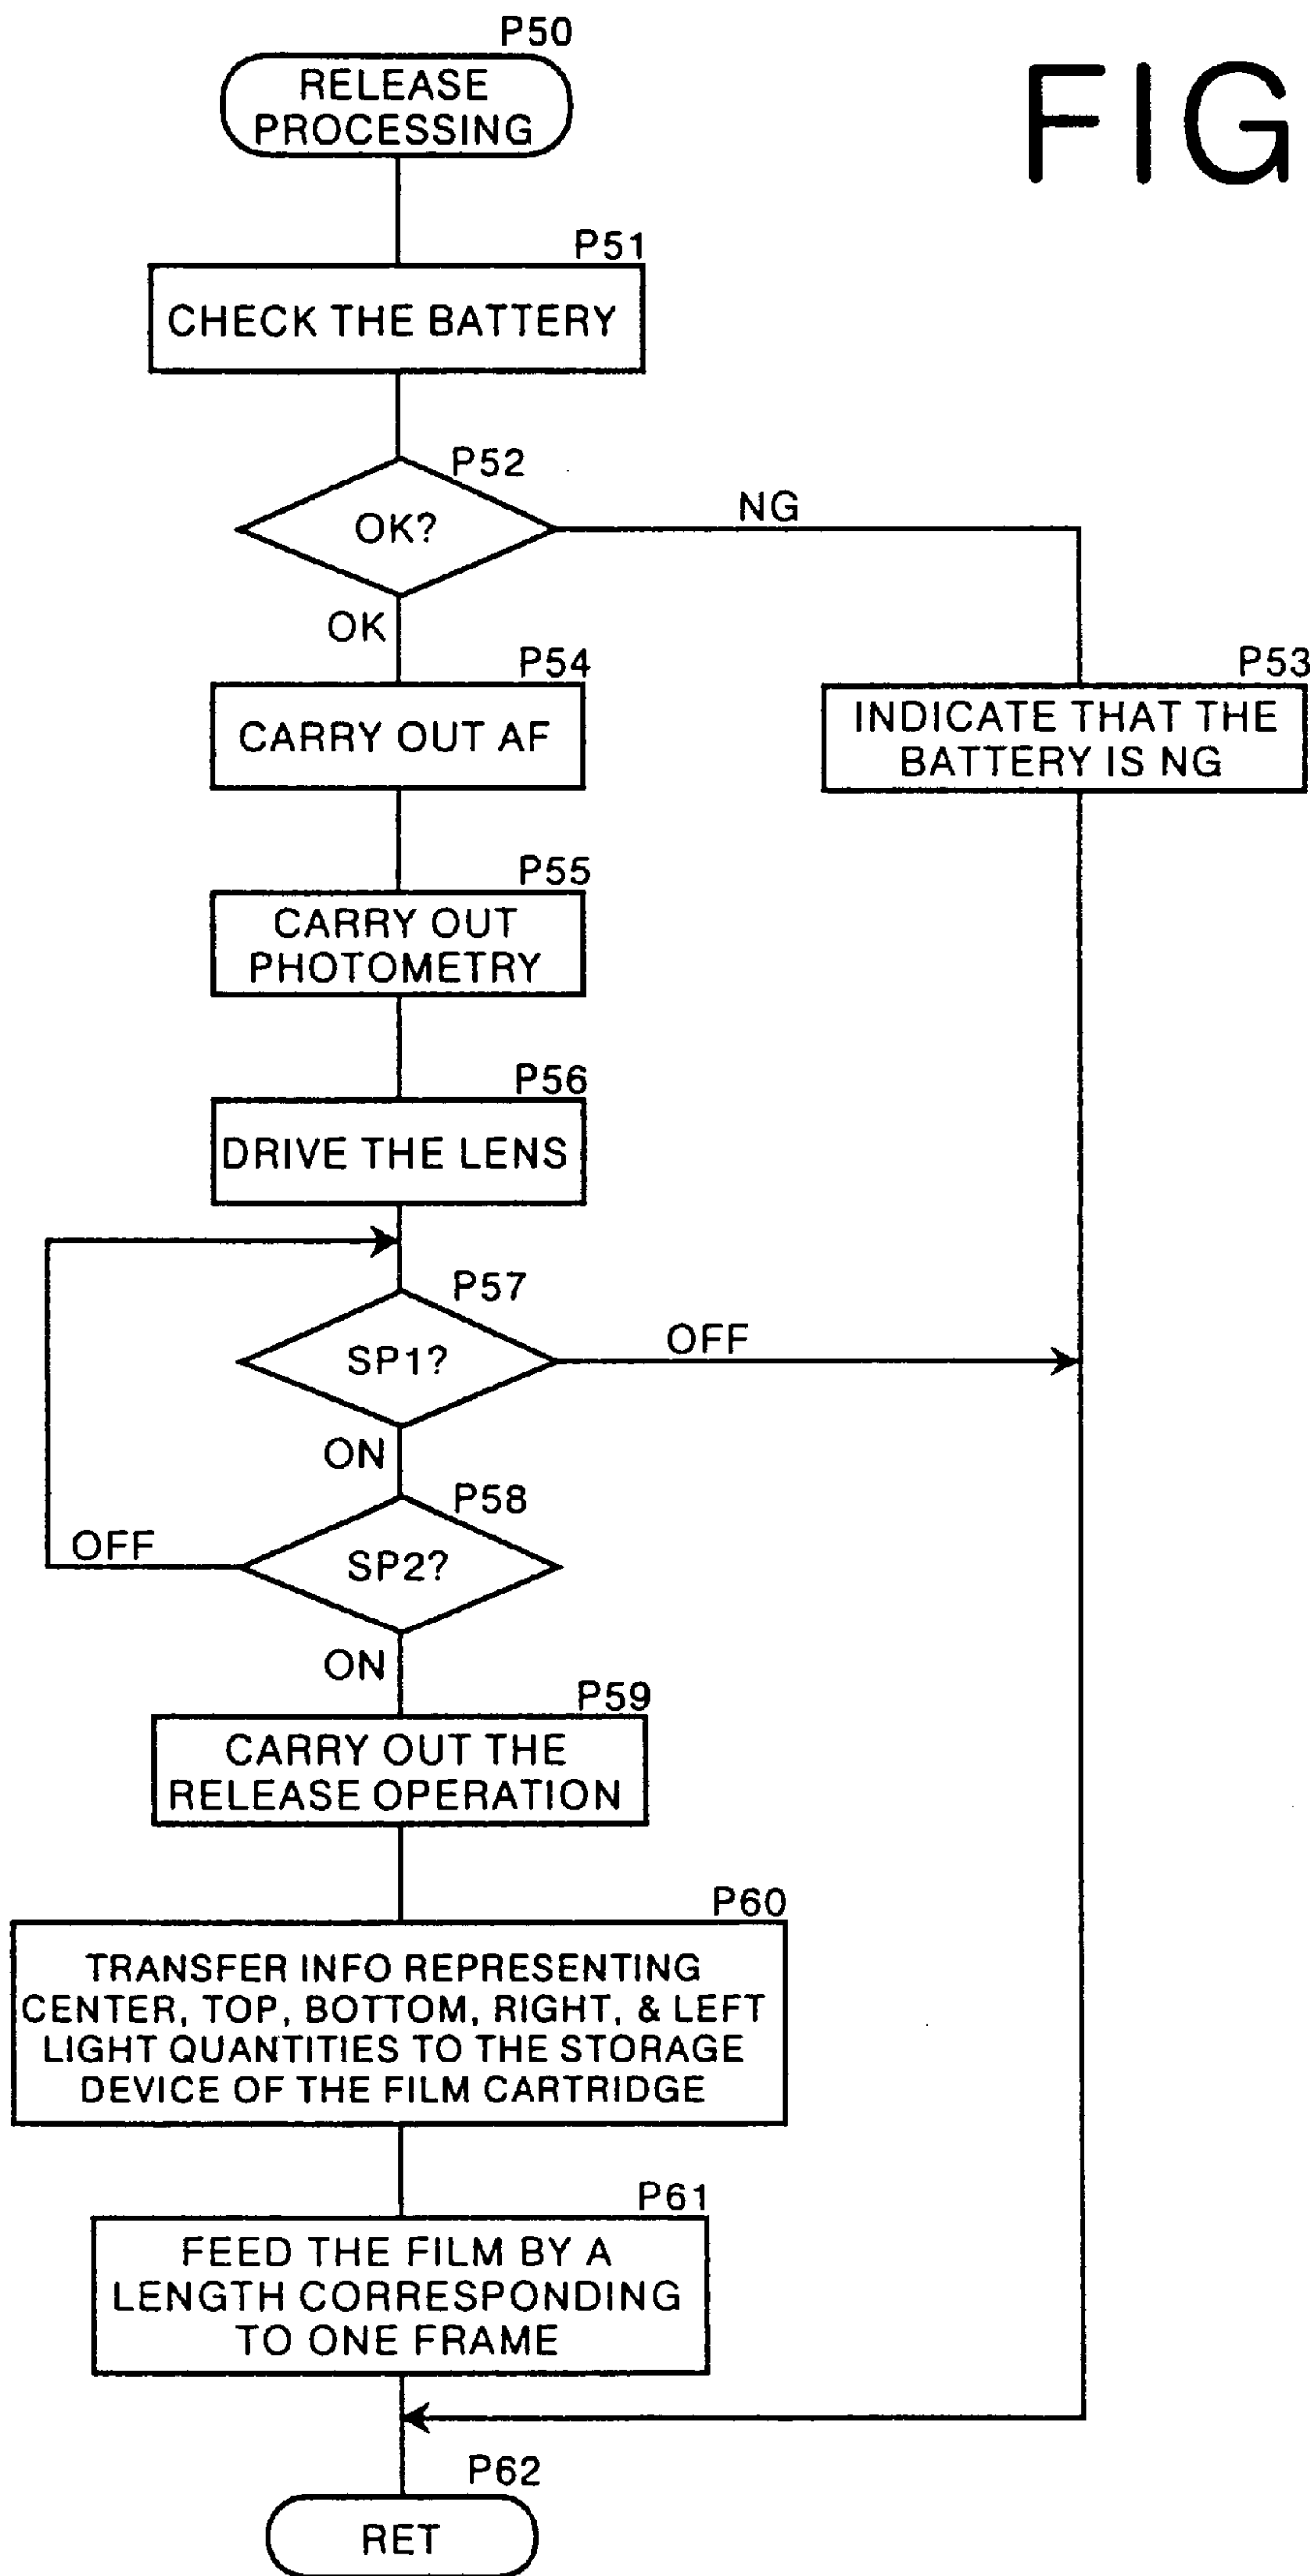 FIG
P50
RELEASE
PROCESSING
P51
CHECK THE BATTERY
P52
OK?
NG
OK
P53
INDICATE THAT THE
BATTERY IS NG
P54
CARRY OUT AF
P55
CARRY OUT
PHOTOMETRY
P56
DRIVE THE LENS
P57
SP1?
OFF
ON
P58
SP2?
OFF
ON
P59
CARRY OUT THE
RELEASE OPERATION
P60
TRANSFER INFO REPRESENTING
CENTER, TOP, BOTTOM, RIGHT, & LEFT
LIGHT QUANTITIES TO THE STORAGE
DEVICE OF THE FILM CARTRIDGE
P61
FEED THE FILM BY A
LENGTH CORRESPONDING
TO ONE FRAME
P62
RET